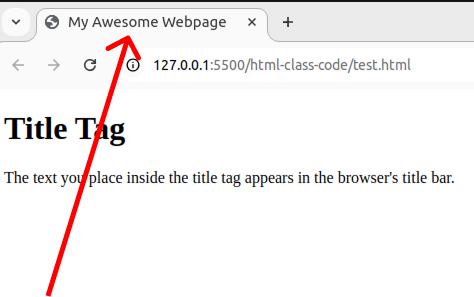 My Awesome Webpage
127.0.0.1:5500/html-class-code/test.html
Title Tag
The text you place inside the title tag appears in the browser's title bar.